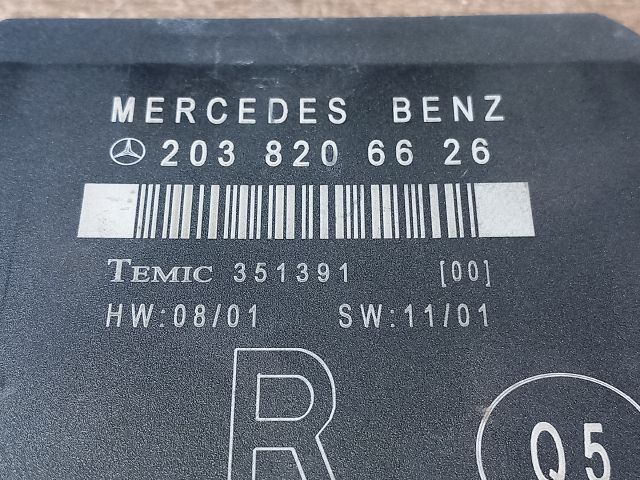 MERCEDES BENZ
203 820 66 26
TEMIC 351391 [00]
HW:08/01 SW:11/01
R
Q5